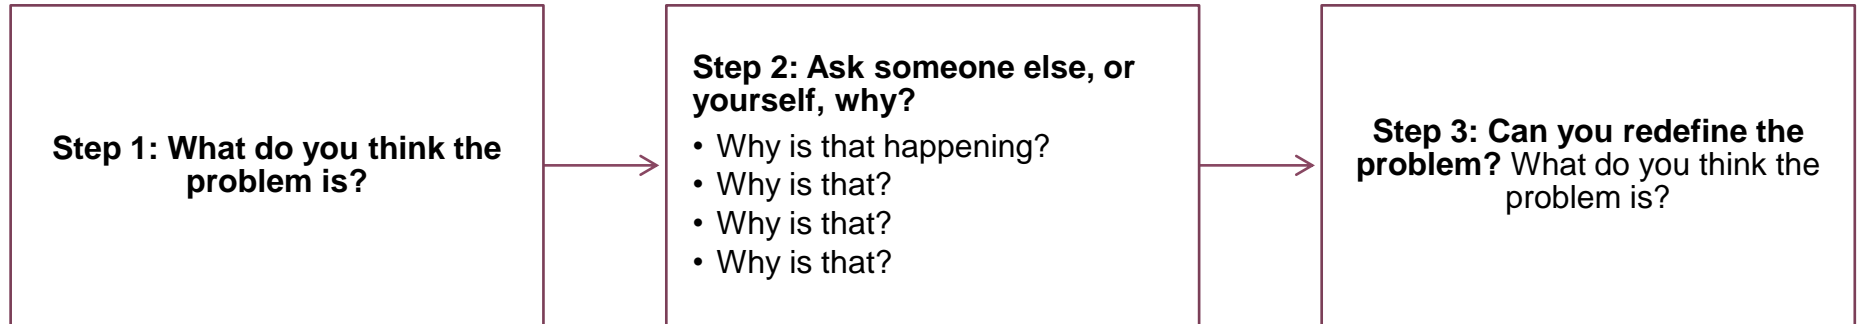 Step 1: What do you think the
problem is?
Step 2: Ask someone else, or
yourself, why?
• Why is that happening?
• Why is that?
• Why is that?
• Why is that?
Step 3: Can you redefine the
problem? What do you think the
problem is?